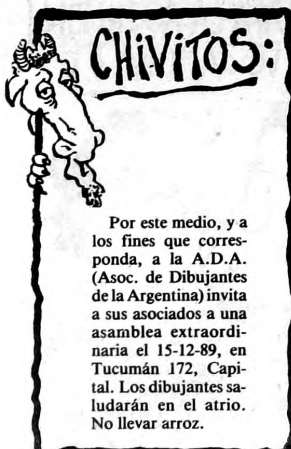 CHIVITOS:
Por este medio, y a
los fines que corres-
ponda, a la A.D.A.
(Asoc. de Dibujantes
de la Argentina) invita
a sus asociados a una
asamblea extraordi-
naria el 15-12-89, en
Tucumán 172, Capi-
tal. Los dibujantes sa-
ludarán en el atrio.
No llevar arroz.